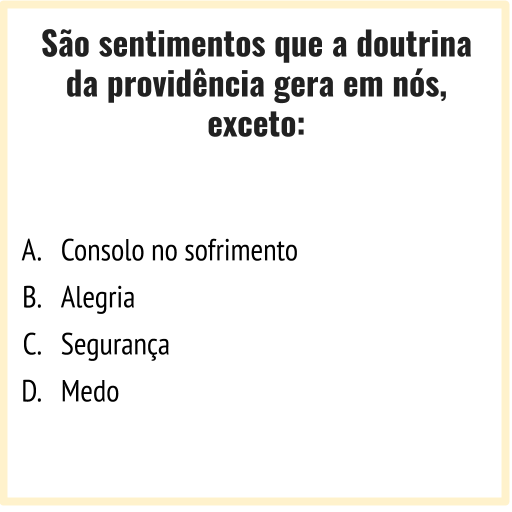 São sentimentos que a doutrina
da providência gera em nós,
exceto:
A. Consolo no sofrimento
B. Alegria
C. Segurança
D. Medo